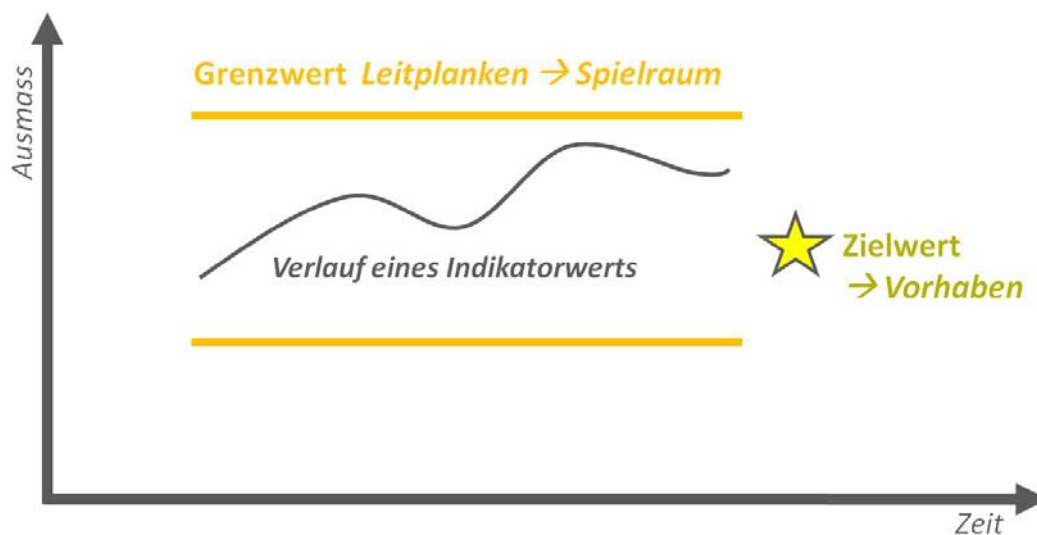 Ausmass
Grenzwert Leitplanken → Spielraum
Verlauf eines Indikatorwerts
Zielwert
→ Vorhaben
Zeit